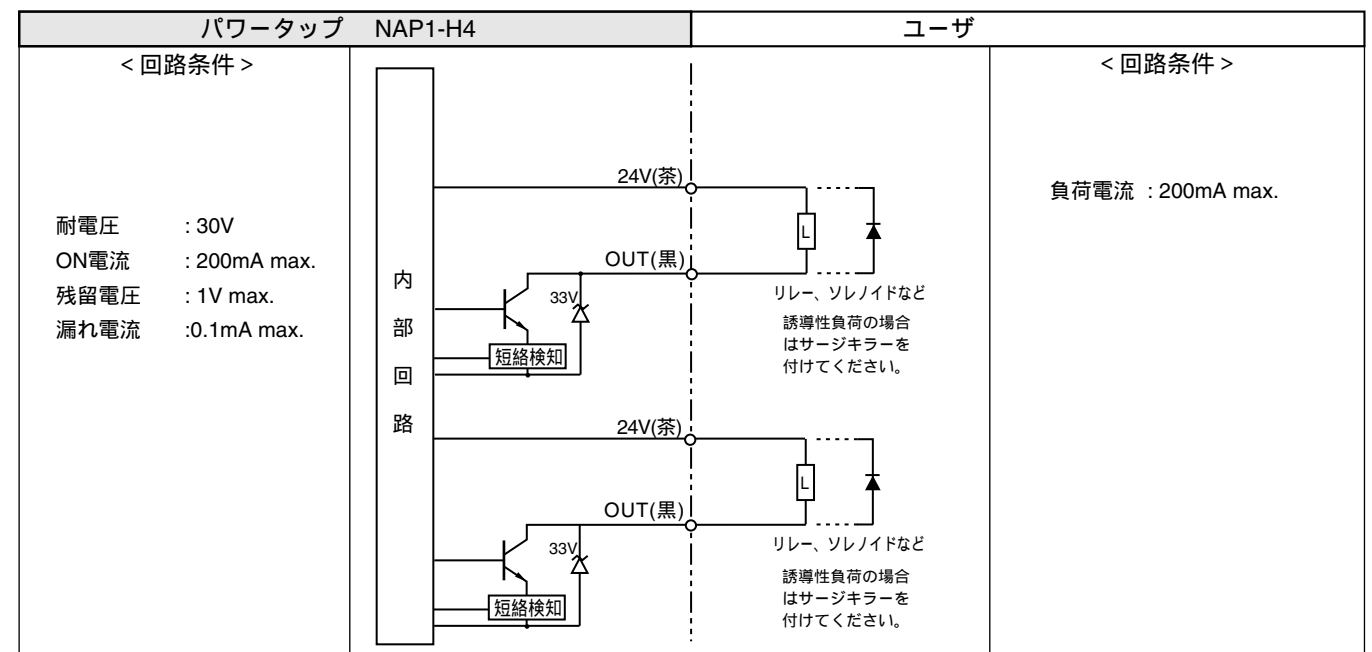 パワータップ NAP1-H4
ユーザ
<回路条件>
耐電圧 : 30V
ON電流 : 200mA max.
残留電圧 : 1V max.
漏れ電流 :0.1mA max.
内部回路
24V(茶)
OUT(黒)
33V
短絡検知
L
リレー、ソレノイドなど
誘導性負荷の場合
はサージキラーを
付けてください。
24V(茶)
OUT(黒)
33V
短絡検知
L
リレー、ソレノイドなど
誘導性負荷の場合
はサージキラーを
付けてください。
<回路条件>
負荷電流 : 200mA max.